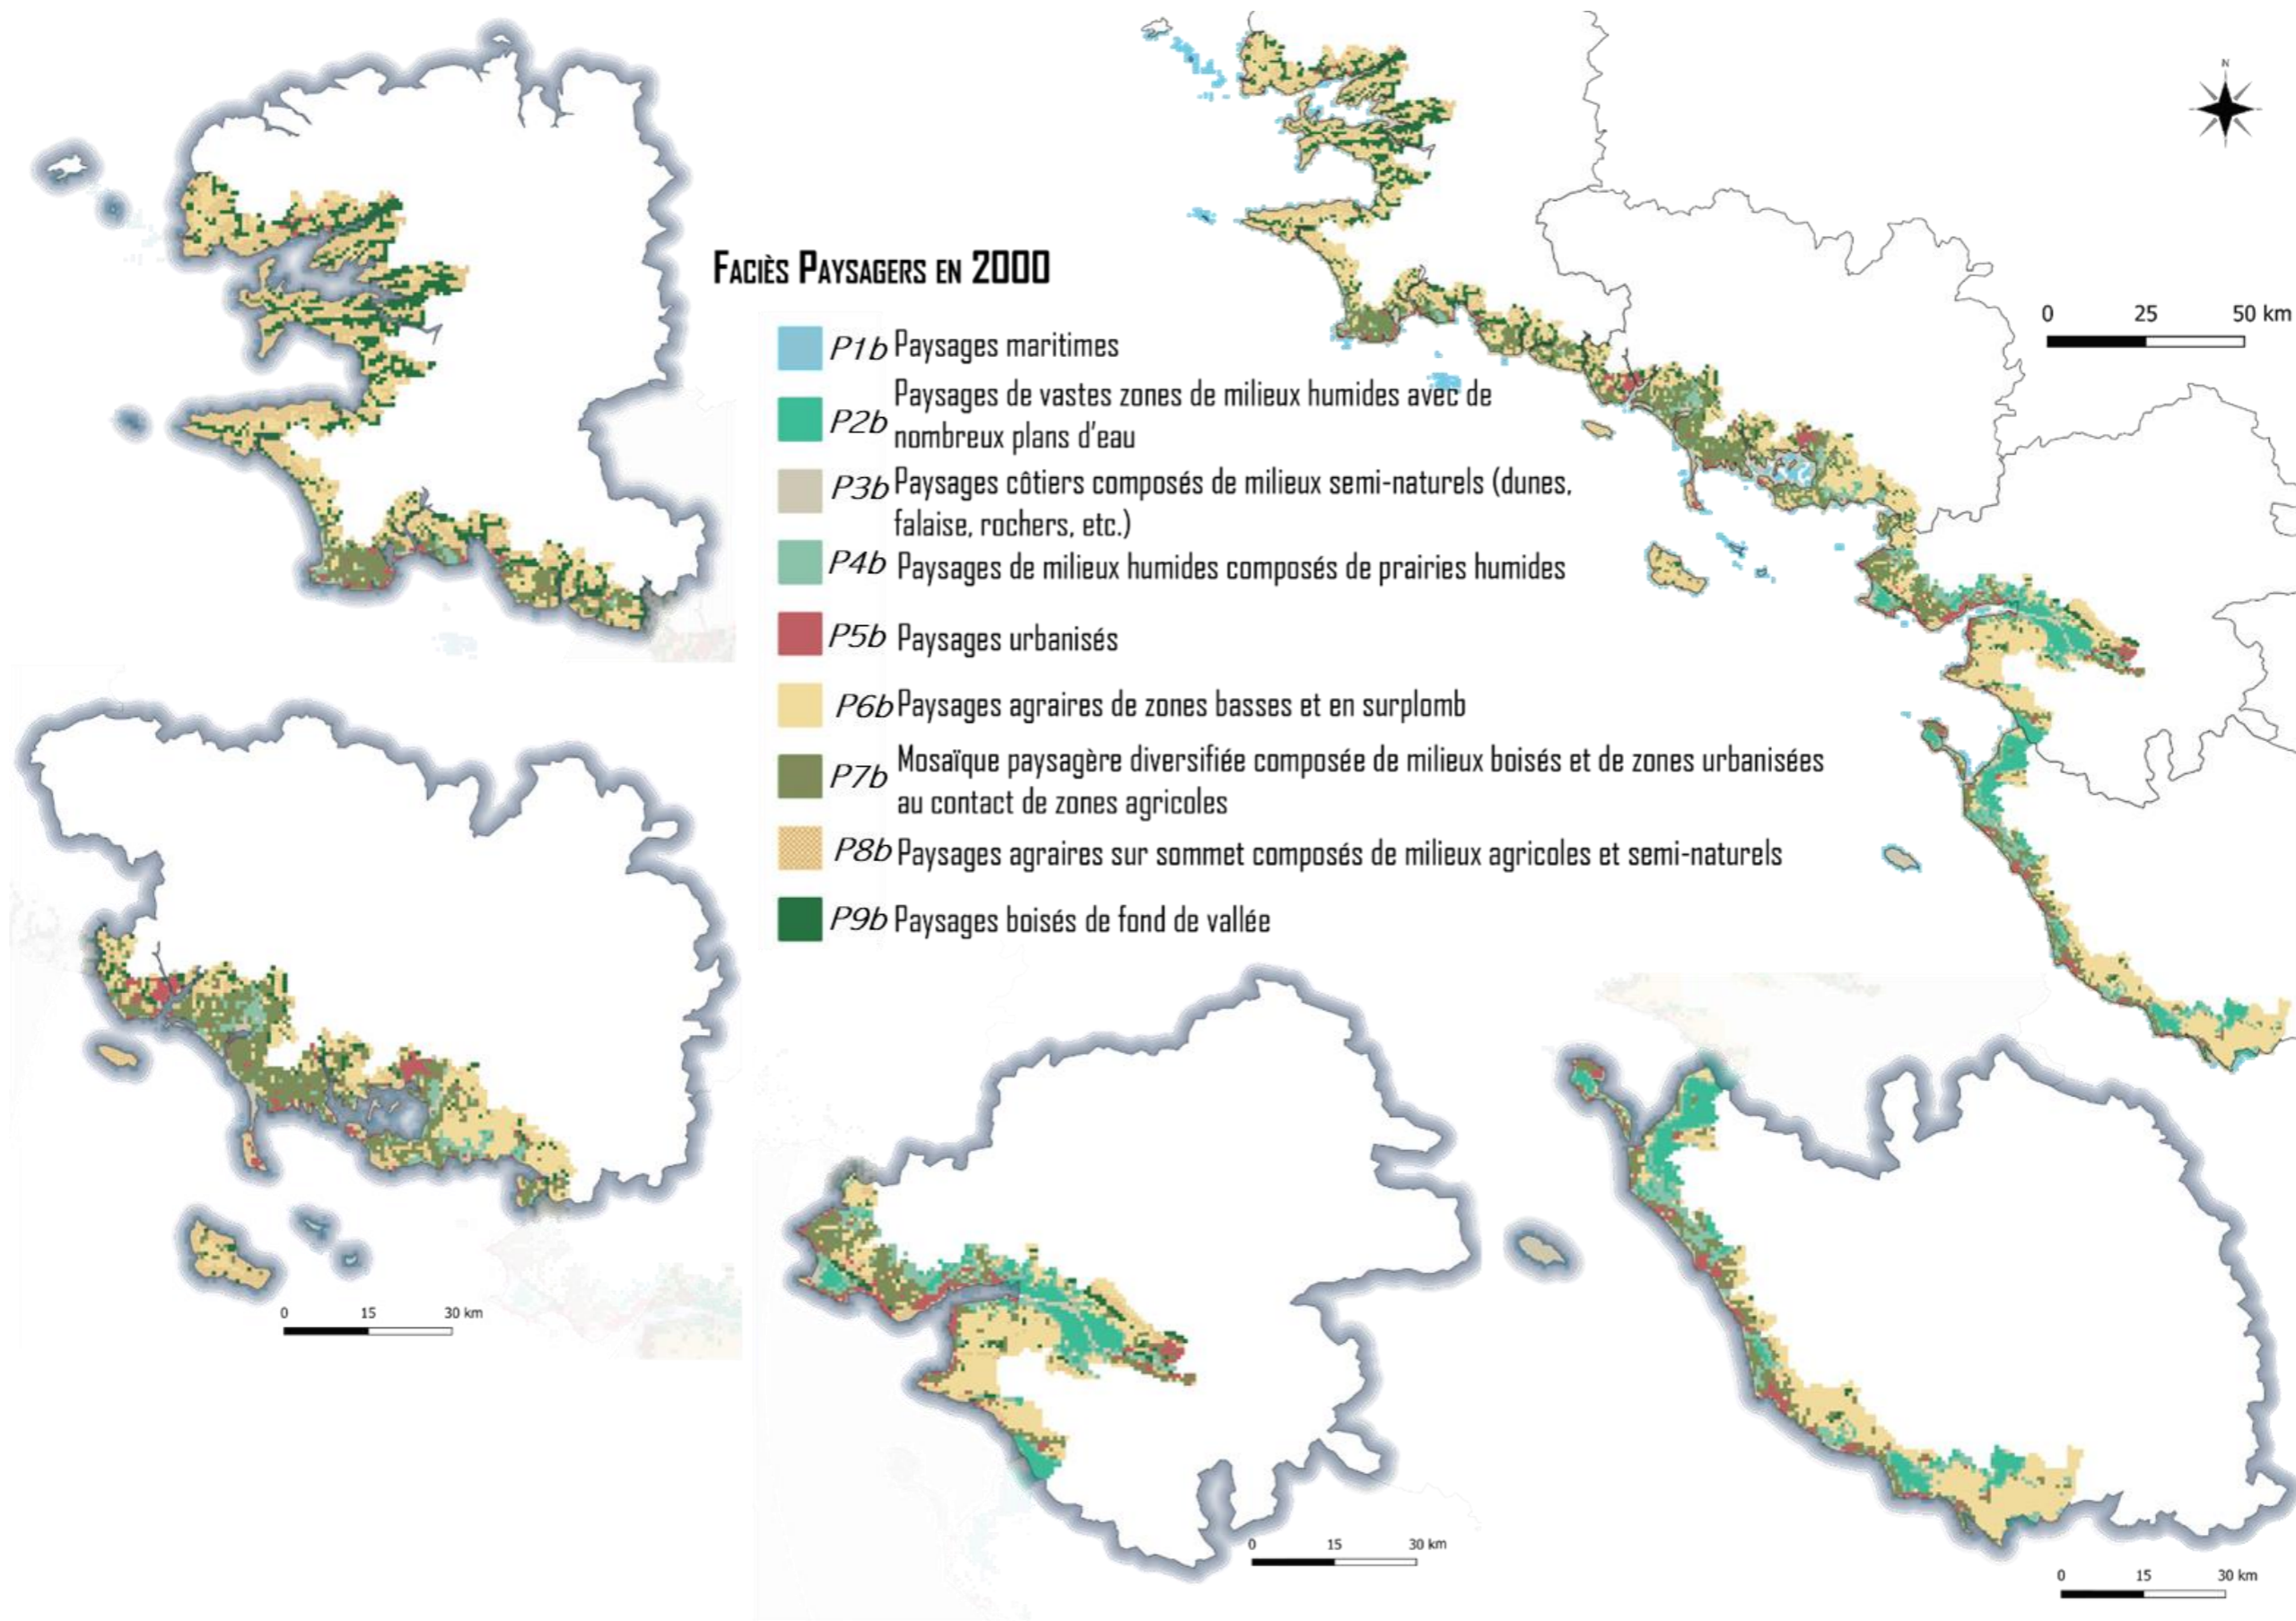 N
FACIÈS PAYSAGERS EN 2000
0 25 50 km
P1b Paysages maritimes
P2b Paysages de vastes zones de milieux humides avec de
nombreux plans d'eau
P3b Paysages côtiers composés de milieux semi-naturels (dunes,
falaise, rochers, etc.)
P4b Paysages de milieux humides composés de prairies humides
P5b Paysages urbanisés
P6b Paysages agraires de zones basses et en surplomb
P7b Mosaïque paysagère diversifiée composée de milieux boisés et de zones urbanisées
au contact de zones agricoles
P8b Paysages agraires sur sommet composés de milieux agricoles et semi-naturels
P9b Paysages boisés de fond de vallée
0 15 30 km
0 15 30 km
0 15 30 km